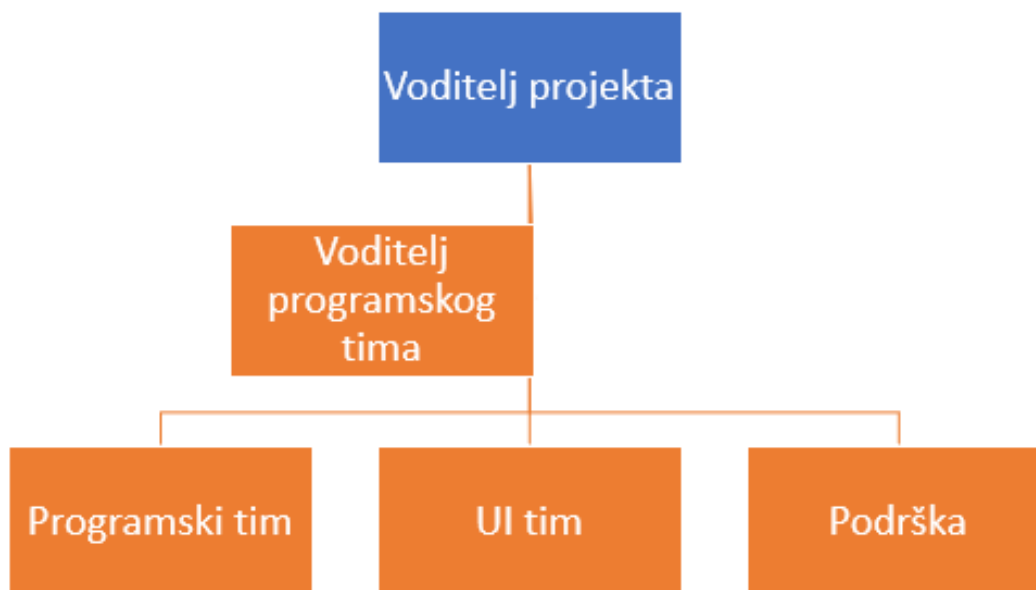 Voditelj projekta
Voditelj
programskog
tima
Programski tim
UI tim
Podrška